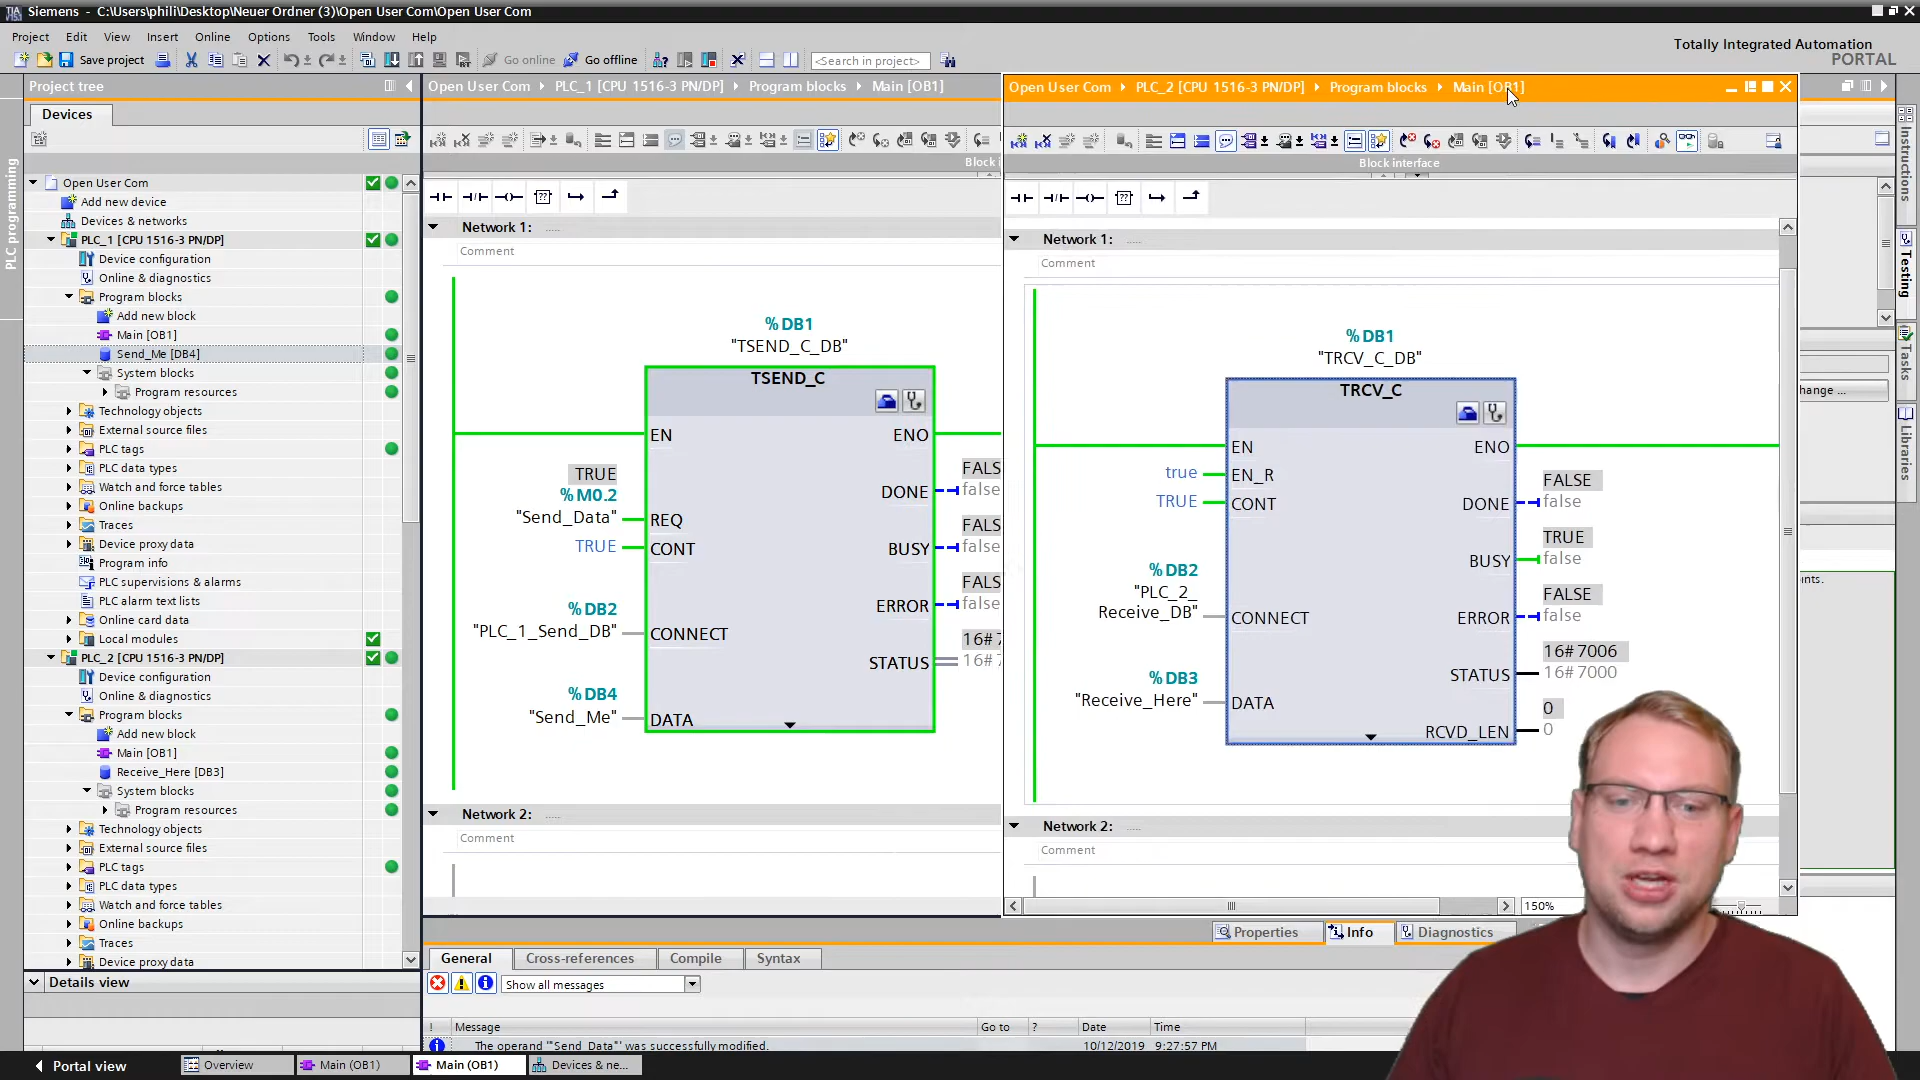 Siemens - C:\Users\phili\Desktop\Neuer Ordner (3)\Open User Com\Open User Com
Project Edit View Insert Online Options Tools Window Help
Totally Integrated Automation
PORTAL
Save project
Go online
Go offline
<Search in project>
Project tree
Devices
PLC programming
Open User Com
Add new device
Devices & networks
PLC_1 [CPU 1516-3 PN/DP]
Device configuration
Online & diagnostics
Program blocks
Add new block
Main [OB1]
Send_Me [DB4]
System blocks
Program resources
Technology objects
External source files
PLC tags
PLC data types
Watch and force tables
Online backups
Traces
Device proxy data
Program info
PLC supervisions & alarms
PLC alarm text lists
Online card data
Local modules
PLC_2 [CPU 1516-3 PN/DP]
Device configuration
Online & diagnostics
Program blocks
Add new block
Main [OB1]
Receive_Here [DB3]
System blocks
Program resources
Technology objects
External source files
PLC tags
PLC data types
Watch and force tables
Online backups
Traces
Device proxy data
Details view
Open User Com PLC_1 [CPU 1516-3 PN/DP] Program blocks Main [OB1]
Block i
Network 1: .....
Comment
%DB1
"TSEND_C_DB"
TSEND_C
EN
ENO
TRUE
%M0.2
"Send_Data"
REQ
TRUE
CONT
%DB2
"PLC_1_Send_DB"
CONNECT
%DB4
"Send_Me"
DATA
FALS
DONE
false
FALS
BUSY
false
FALS
ERROR
false
16#7
STATUS
16#7
Network 2: .....
Comment
Open User Com PLC_2 [CPU 1516-3 PN/DP] Program blocks Main [OB1]
Block interface
Network 1: .....
Comment
%DB1
"TRCV_C_DB"
TRCV_C
EN
ENO
true
EN_R
TRUE
CONT
%DB2
"PLC_2_
Receive_DB"
CONNECT
%DB3
"Receive_Here"
DATA
FALSE
DONE
false
TRUE
BUSY
false
FALSE
ERROR
false
16#7006
STATUS
16#7000
0
RCVD_LEN
0
Network 2: .....
Comment
150%
Instructions
Testing
Tasks
Libraries
hange ...
nts.
Properties
Info
Diagnostics
General
Cross-references
Compile
Syntax
Show all messages
! Message Go to ? Date Time
The operand '"Send_Data"' was successfully modified. 10/12/2019 9:27:57 PM
Portal view
Overview
Main (OB1)
Main (OB1)
Devices & ne...